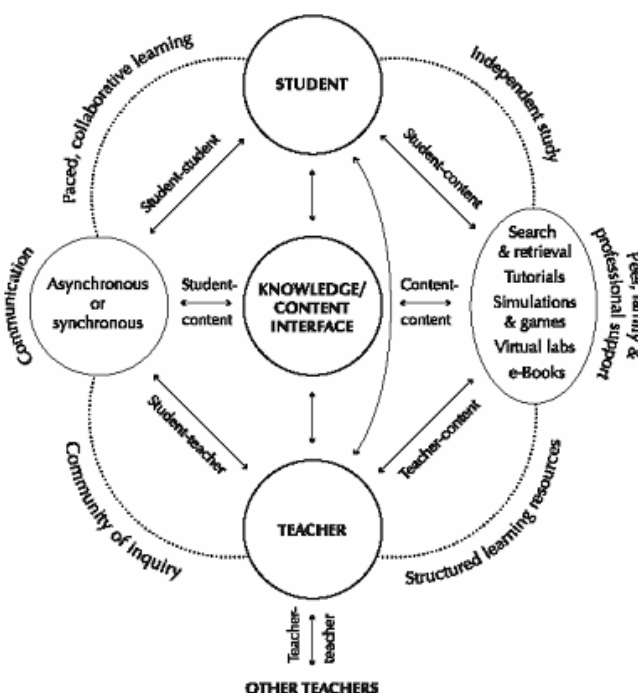 Paced, collaborative learning
STUDENT
Independent study
Student-student
Student-content
Communication
Asynchronous
or
synchronous
Student-
content
KNOWLEDGE/
CONTENT
INTERFACE
Content-
content
Search
& retrieval
Tutorials
Simulations
& games
Virtual labs
e-Books
family &
professional support
Student-teacher
Teacher-content
Community of inquiry
TEACHER
Structured learning resources
Teacher-
teacher
OTHER TEACHERS